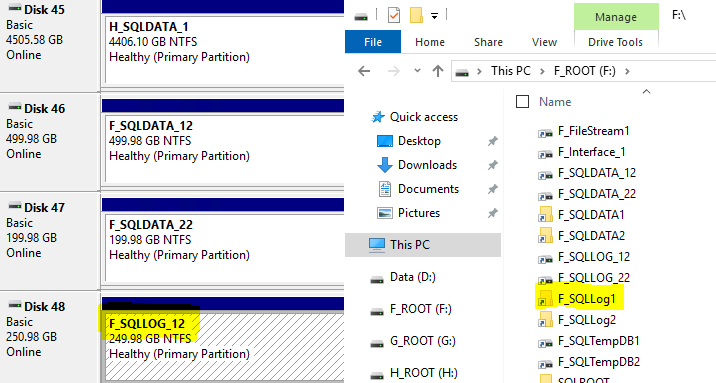 Disk 45
Basic
4505.58 GB
Online
H_SQLDATA_1
4406.10 GB NTFS
Healthy (Primary Partition)
Disk 46
Basic
499.98 GB
Online
F_SQLDATA_12
499.98 GB NTFS
Healthy (Primary Partition)
Disk 47
Basic
199.98 GB
Online
F_SQLDATA_22
199.98 GB NTFS
Healthy (Primary Partition)
Disk 48
Basic
250.98 GB
Online
F_SQLLOG_12
249.98 GB NTFS
Healthy (Primary Partition)
Manage
F:\
File
Home
Share
View
Drive Tools
This PC
F_ROOT (F:)
Quick access
Desktop
Downloads
Documents
Pictures
This PC
Data (D:)
F_ROOT (F:)
G_ROOT (G:)
H_ROOT (H:)
Name
F_FileStream1
F_Interface_1
F_SQLDATA_12
F_SQLDATA_22
F_SQLDATA1
F_SQLDATA2
F_SQLLOG_12
F_SQLLOG_22
F_SQLLog1
F_SQLLog2
F_SQLTempDB1
F_SQLTempDB2
SQLROOT